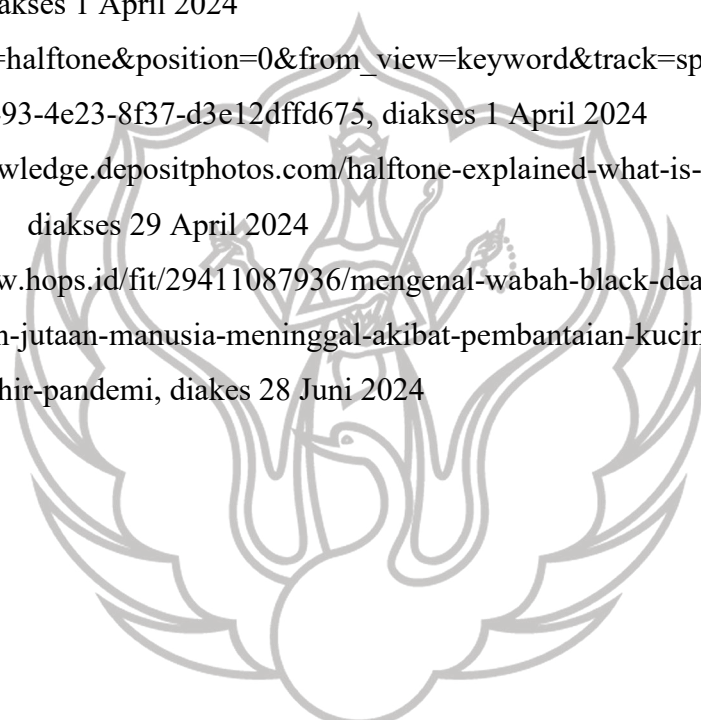 akses 1 April 2024
=halftone&position=0&from_view=keyword&track=sp
93-4e23-8f37-d3e12dffd675, diakses 1 April 2024
wledge.depositphotos.com/halftone-explained-what-is-
diakses 29 April 2024
w.hops.id/fit/29411087936/mengenal-wabah-black-dea
n-jutaan-manusia-meninggal-akibat-pembantaian-kucin
hir-pandemi, diakes 28 Juni 2024